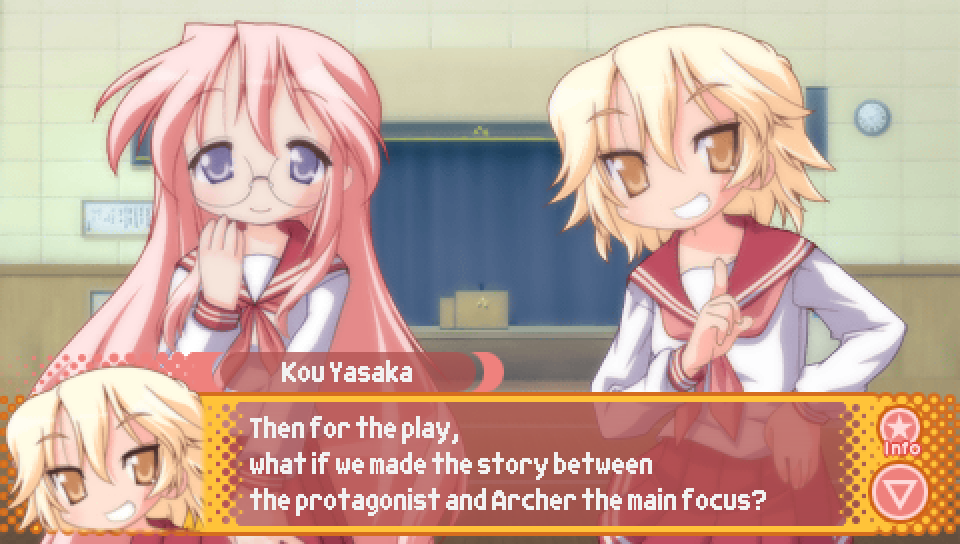 Kou Yasaka
Then for the play,
what if we made the story between
the protagonist and Archer the main focus?
Info